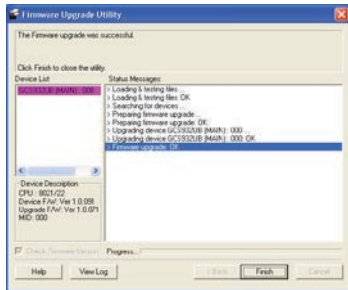 Firmware Upgrade Utility
The Firmware upgrade was successful.
Click Finish to close the utility.
Device List
Status Messages:
GCS932UB (MAIN) : 000
> Loading & testing files ...
> Loading & testing files: OK
> Searching for devices ...
> Preparing firmware upgrade ...
> Preparing firmware upgrade: OK
> Upgrading device GCS932UB (MAIN) : 000 ...
> Upgrading device GCS932UB (MAIN) : 000: OK
> Firmware upgrade: OK
Device Description
CPU : 8021/22
Device F/W: Ver 1.0.091
Upgrade F/W: Ver 1.0.071
MID: 000
Check Firmware Version
Progress...
Help
View Log
< Back
Finish
Cancel